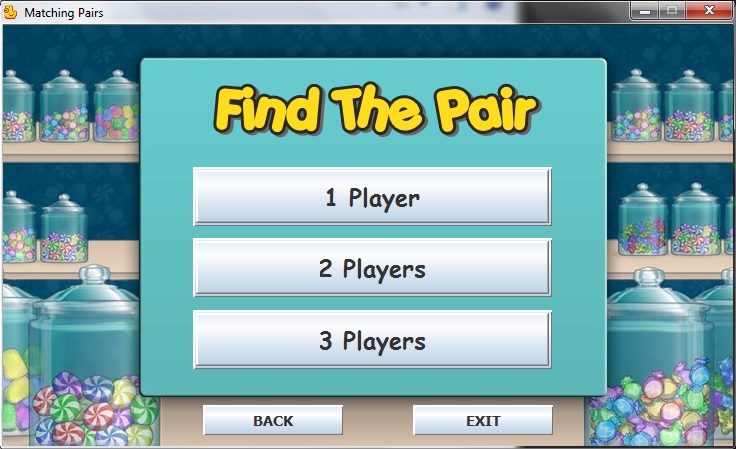 Matching Pairs
Find The Pair
1 Player
2 Players
3 Players
BACK
EXIT